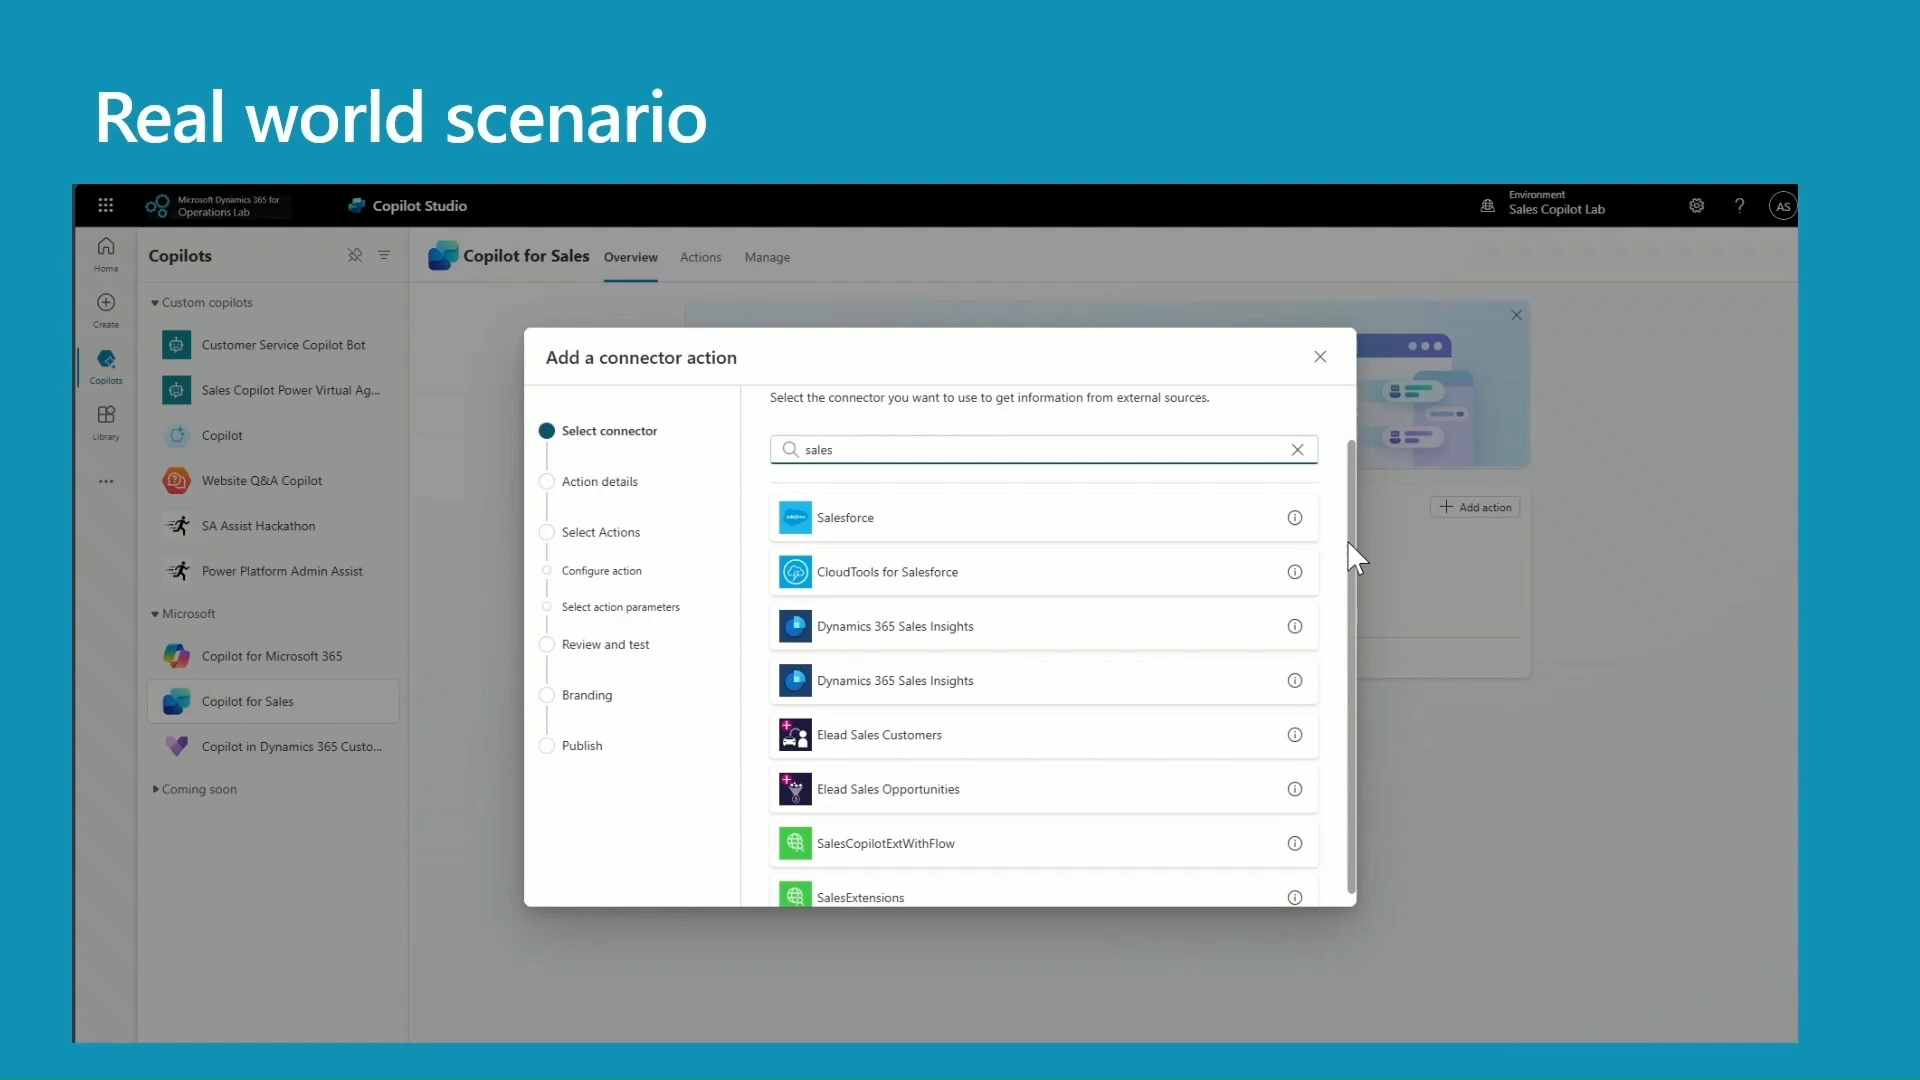 Real world scenario
Microsoft Dynamics 365 for
Operations Lab
Copilot Studio
Environment
Sales Copilot Lab
?
AS
Home
Create
Copilots
Library
Copilots
Custom copilots
Customer Service Copilot Bot
Sales Copilot Power Virtual Ag...
Copilot
Website Q&A Copilot
SA Assist Hackathon
Power Platform Admin Assist
Microsoft
Copilot for Microsoft 365
Copilot for Sales
Copilot in Dynamics 365 Custo...
Coming soon
Copilot for Sales
Overview
Actions
Manage
Add action
Add a connector action
Select connector
Action details
Select Actions
Configure action
Select action parameters
Review and test
Branding
Publish
Select the connector you want to use to get information from external sources.
sales
Salesforce
CloudTools for Salesforce
Dynamics 365 Sales Insights
Dynamics 365 Sales Insights
Elead Sales Customers
Elead Sales Opportunities
SalesCopilotExtWithFlow
SalesExtensions